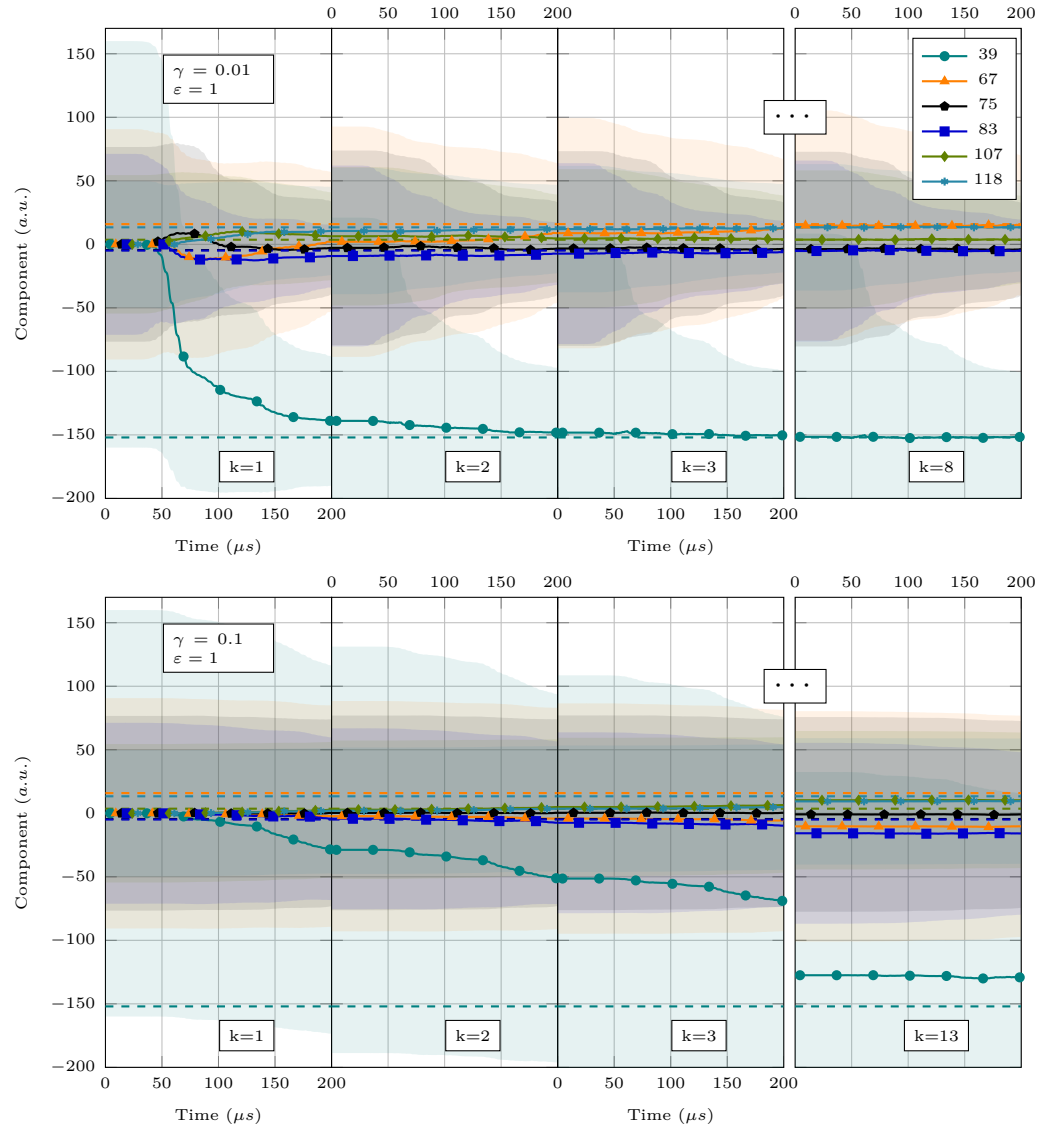 0 50 100 150 200
0 50 100 150 200
150
100
50
0
−50
−100
−150
−200
Component (a.u.)
γ = 0.01
ε = 1
39
67
75
83
107
118
· · ·
k=1
k=2
k=3
k=8
0 50 100 150 200
0 50 100 150 200
Time (μs)
Time (μs)
0 50 100 150 200
0 50 100 150 200
150
100
50
0
−50
−100
−150
−200
Component (a.u.)
γ = 0.1
ε = 1
· · ·
k=1
k=2
k=3
k=13
0 50 100 150 200
0 50 100 150 200
Time (μs)
Time (μs)